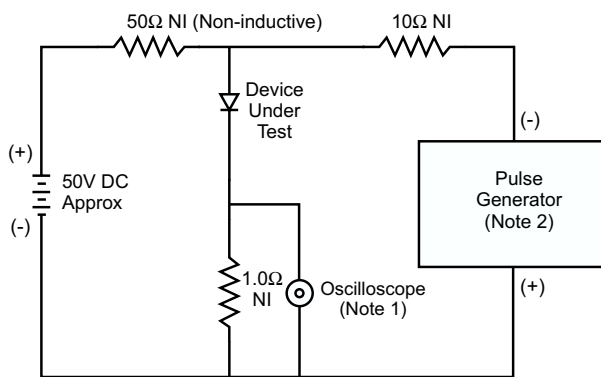 50Ω NI (Non-inductive)
10Ω NI
Device
Under
Test
(-)
(+)
50V DC
Approx
(-)
Pulse
Generator
(Note 2)
1.0Ω
NI
Oscilloscope
(Note 1)
(+)